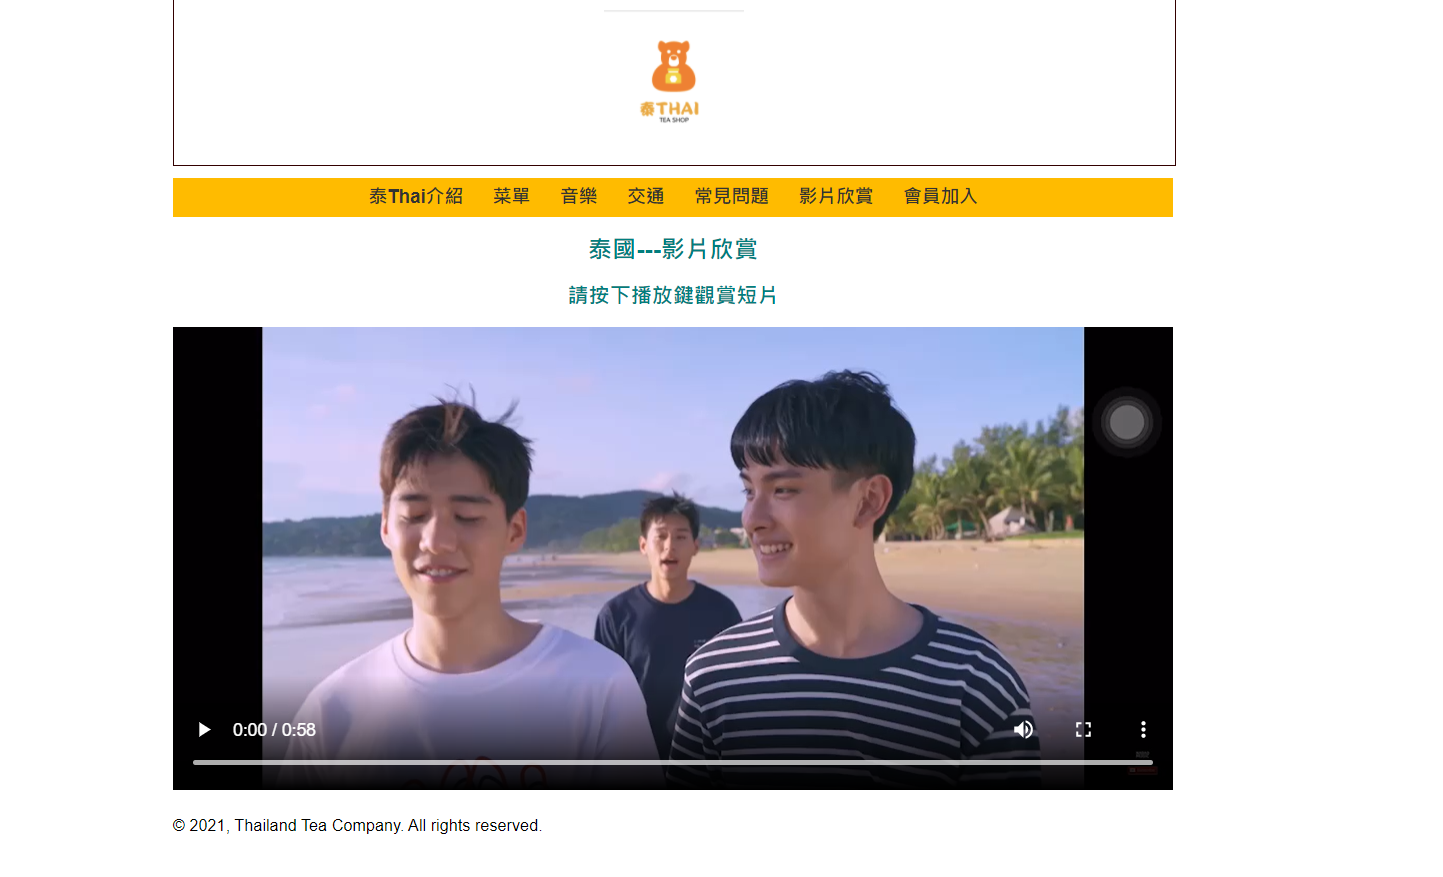 泰THAI
TEA SHOP
泰Thai介紹 菜單 音樂 交通 常見問題 影片欣賞 會員加入
泰國---影片欣賞
請按下播放鍵觀賞短片
0:00 / 0:58
© 2021, Thailand Tea Company. All rights reserved.